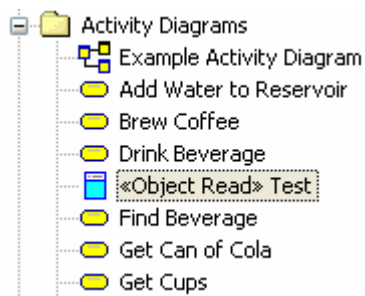 Activity Diagrams
Example Activity Diagram
Add Water to Reservoir
Brew Coffee
Drink Beverage
«Object Read» Test
Find Beverage
Get Can of Cola
Get Cups